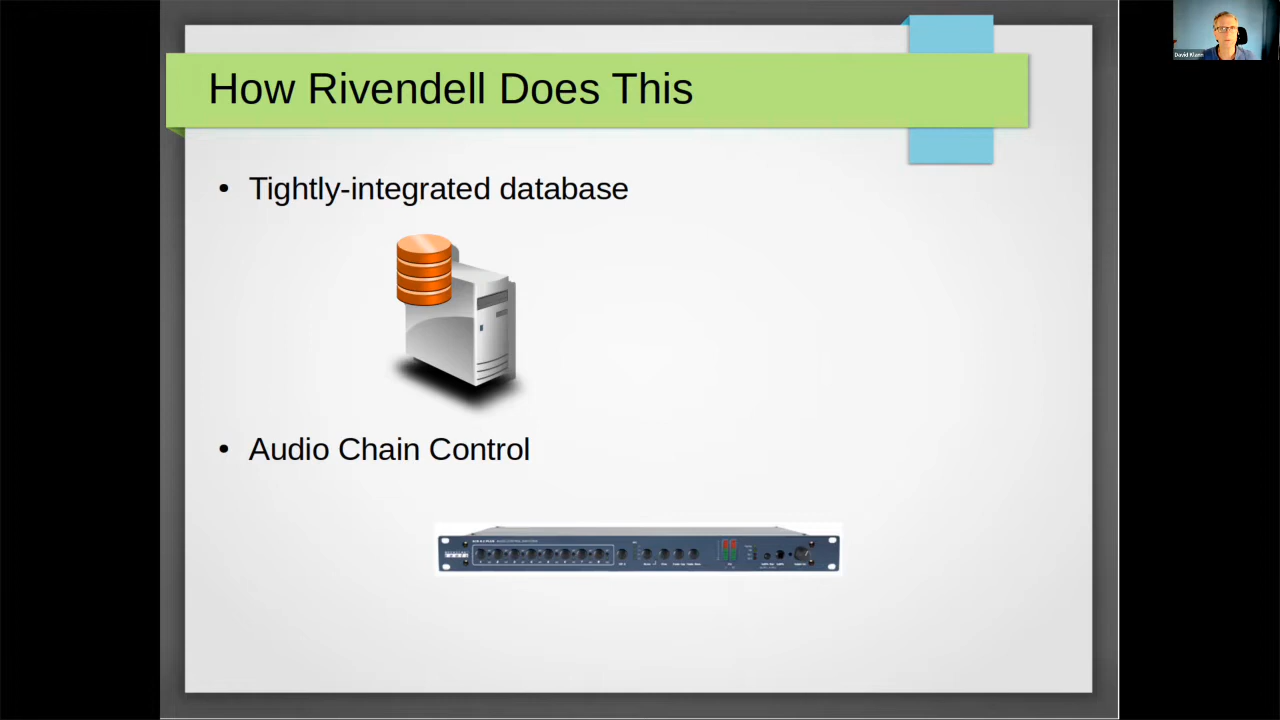 How Rivendell Does This
• Tightly-integrated database
• Audio Chain Control